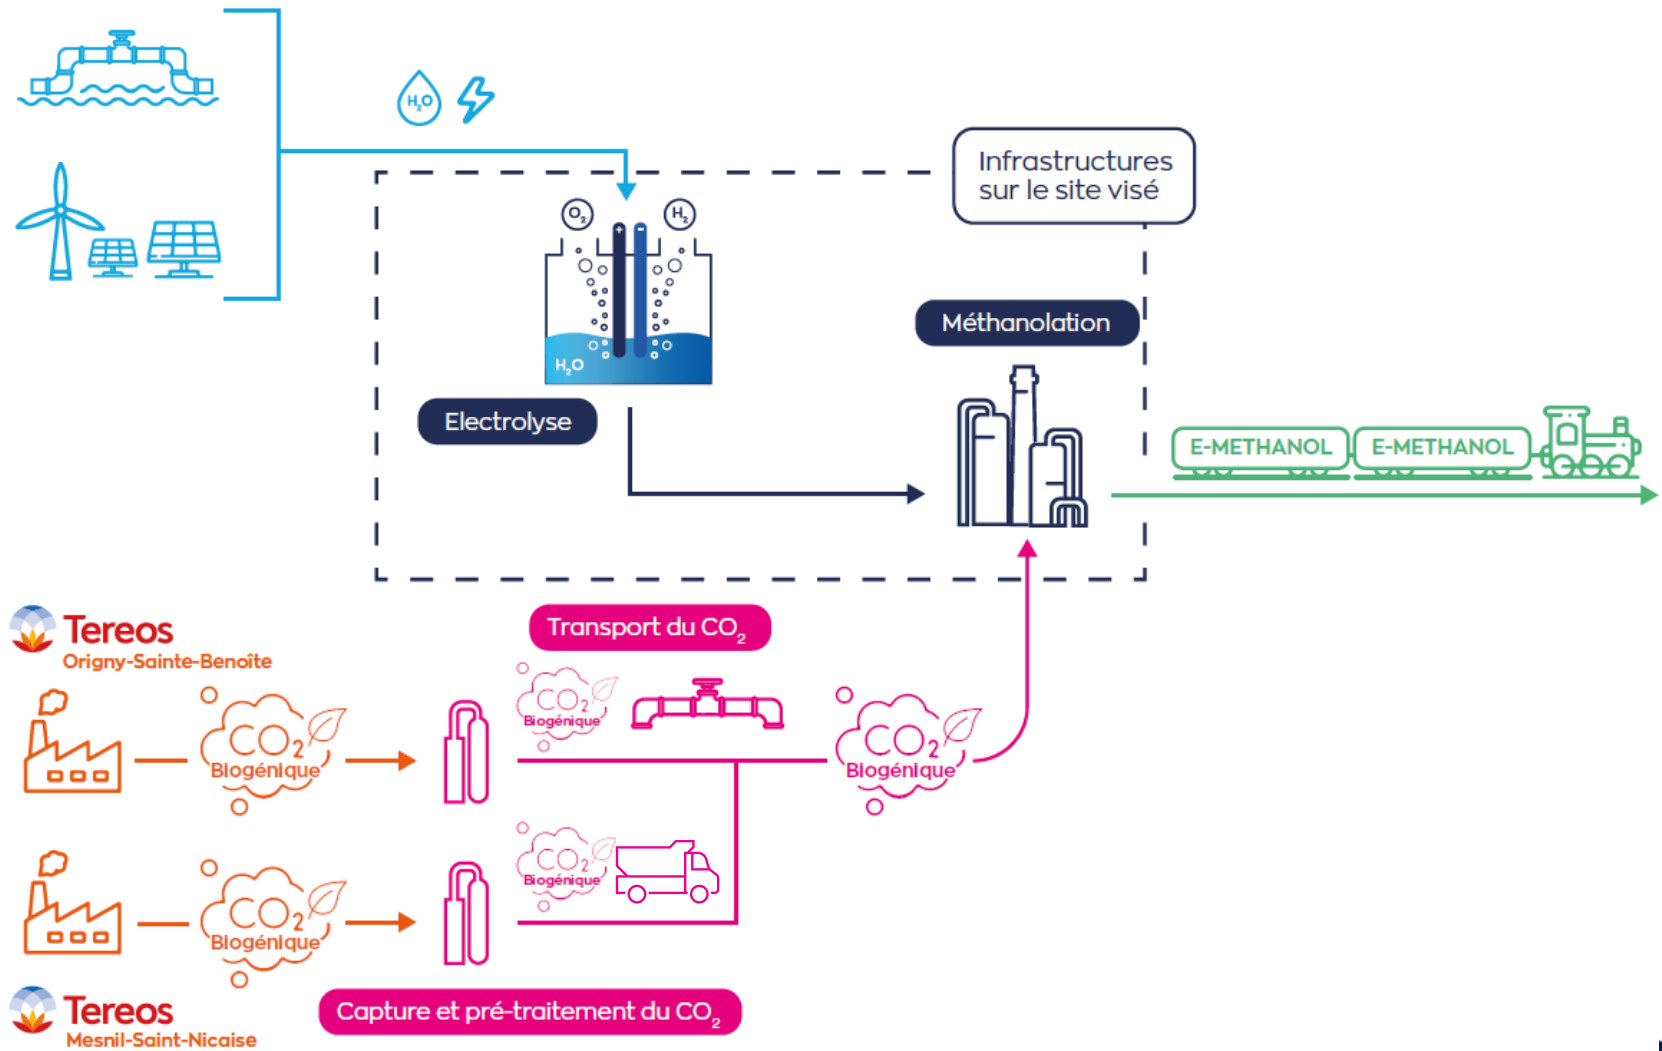 H₂O
Infrastructures
sur le site visé
O₂
H₂
+
-
H₂O
Méthanolation
Electrolyse
E-METHANOL
E-METHANOL
Tereos
Origny-Sainte-Benoîte
Transport du CO₂
CO₂
Biogénique
CO₂
Biogénique
CO₂
Biogénique
CO₂
Biogénique
CO₂
Biogénique
Tereos
Mesnil-Saint-Nicaise
Capture et pré-traitement du CO₂